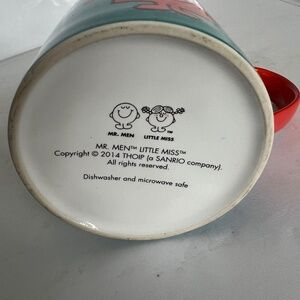 MR. MEN LITTLE MISS™
MR. MEN™ LITTLE MISS™
Copyright © 2014 THOIP (a SANRIO company).
All rights reserved.
Dishwasher and microwave safe